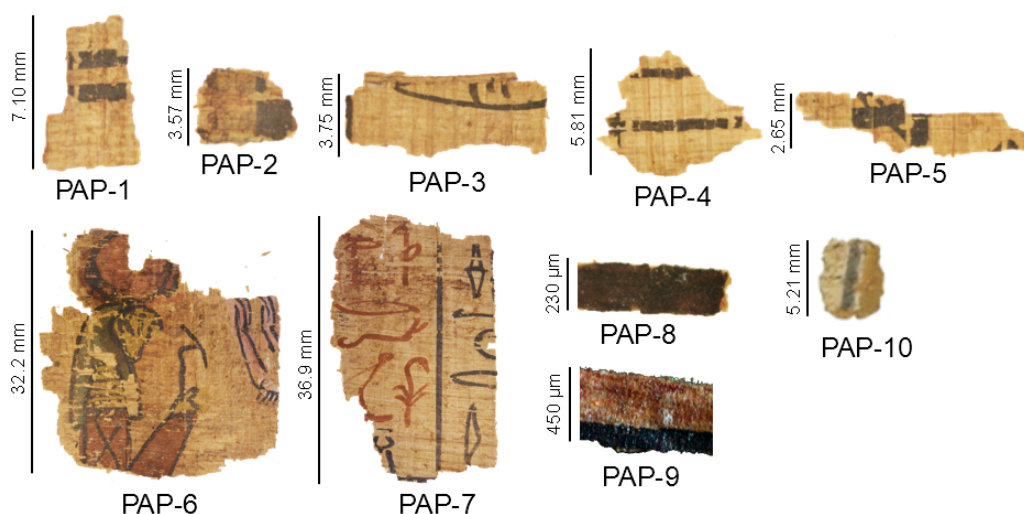 7.10 mm
PAP-1
3.57 mm
PAP-2
3.75 mm
PAP-3
5.81 mm
PAP-4
2.65 mm
PAP-5
32.2 mm
PAP-6
36.9 mm
PAP-7
230 µm
PAP-8
450 µm
PAP-9
5.21 mm
PAP-10